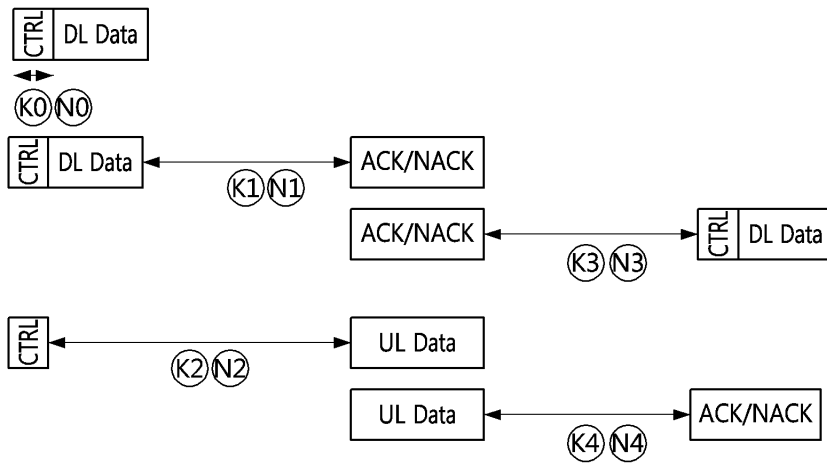 CTRL DL Data
K0 N0
CTRL DL Data ACK/NACK
K1 N1
ACK/NACK CTRL DL Data
K3 N3
CTRL UL Data
K2 N2
UL Data ACK/NACK
K4 N4